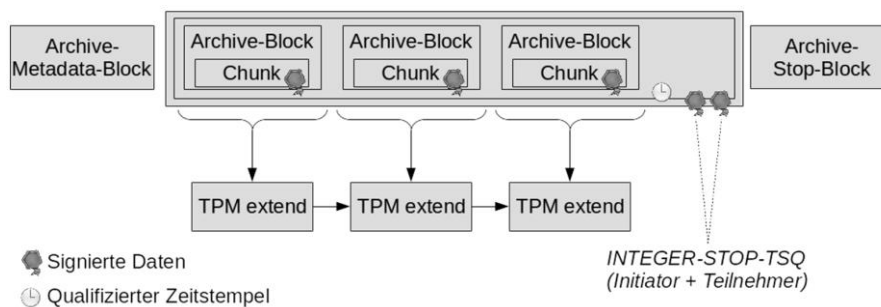 Archive-
Metadata-Block
Archive-Block
Chunk
Archive-Block
Chunk
Archive-Block
Chunk
Archive-
Stop-Block
TPM extend
TPM extend
TPM extend
Signierte Daten
Qualifizierter Zeitstempel
INTEGER-STOP-TSQ
(Initiator + Teilnehmer)